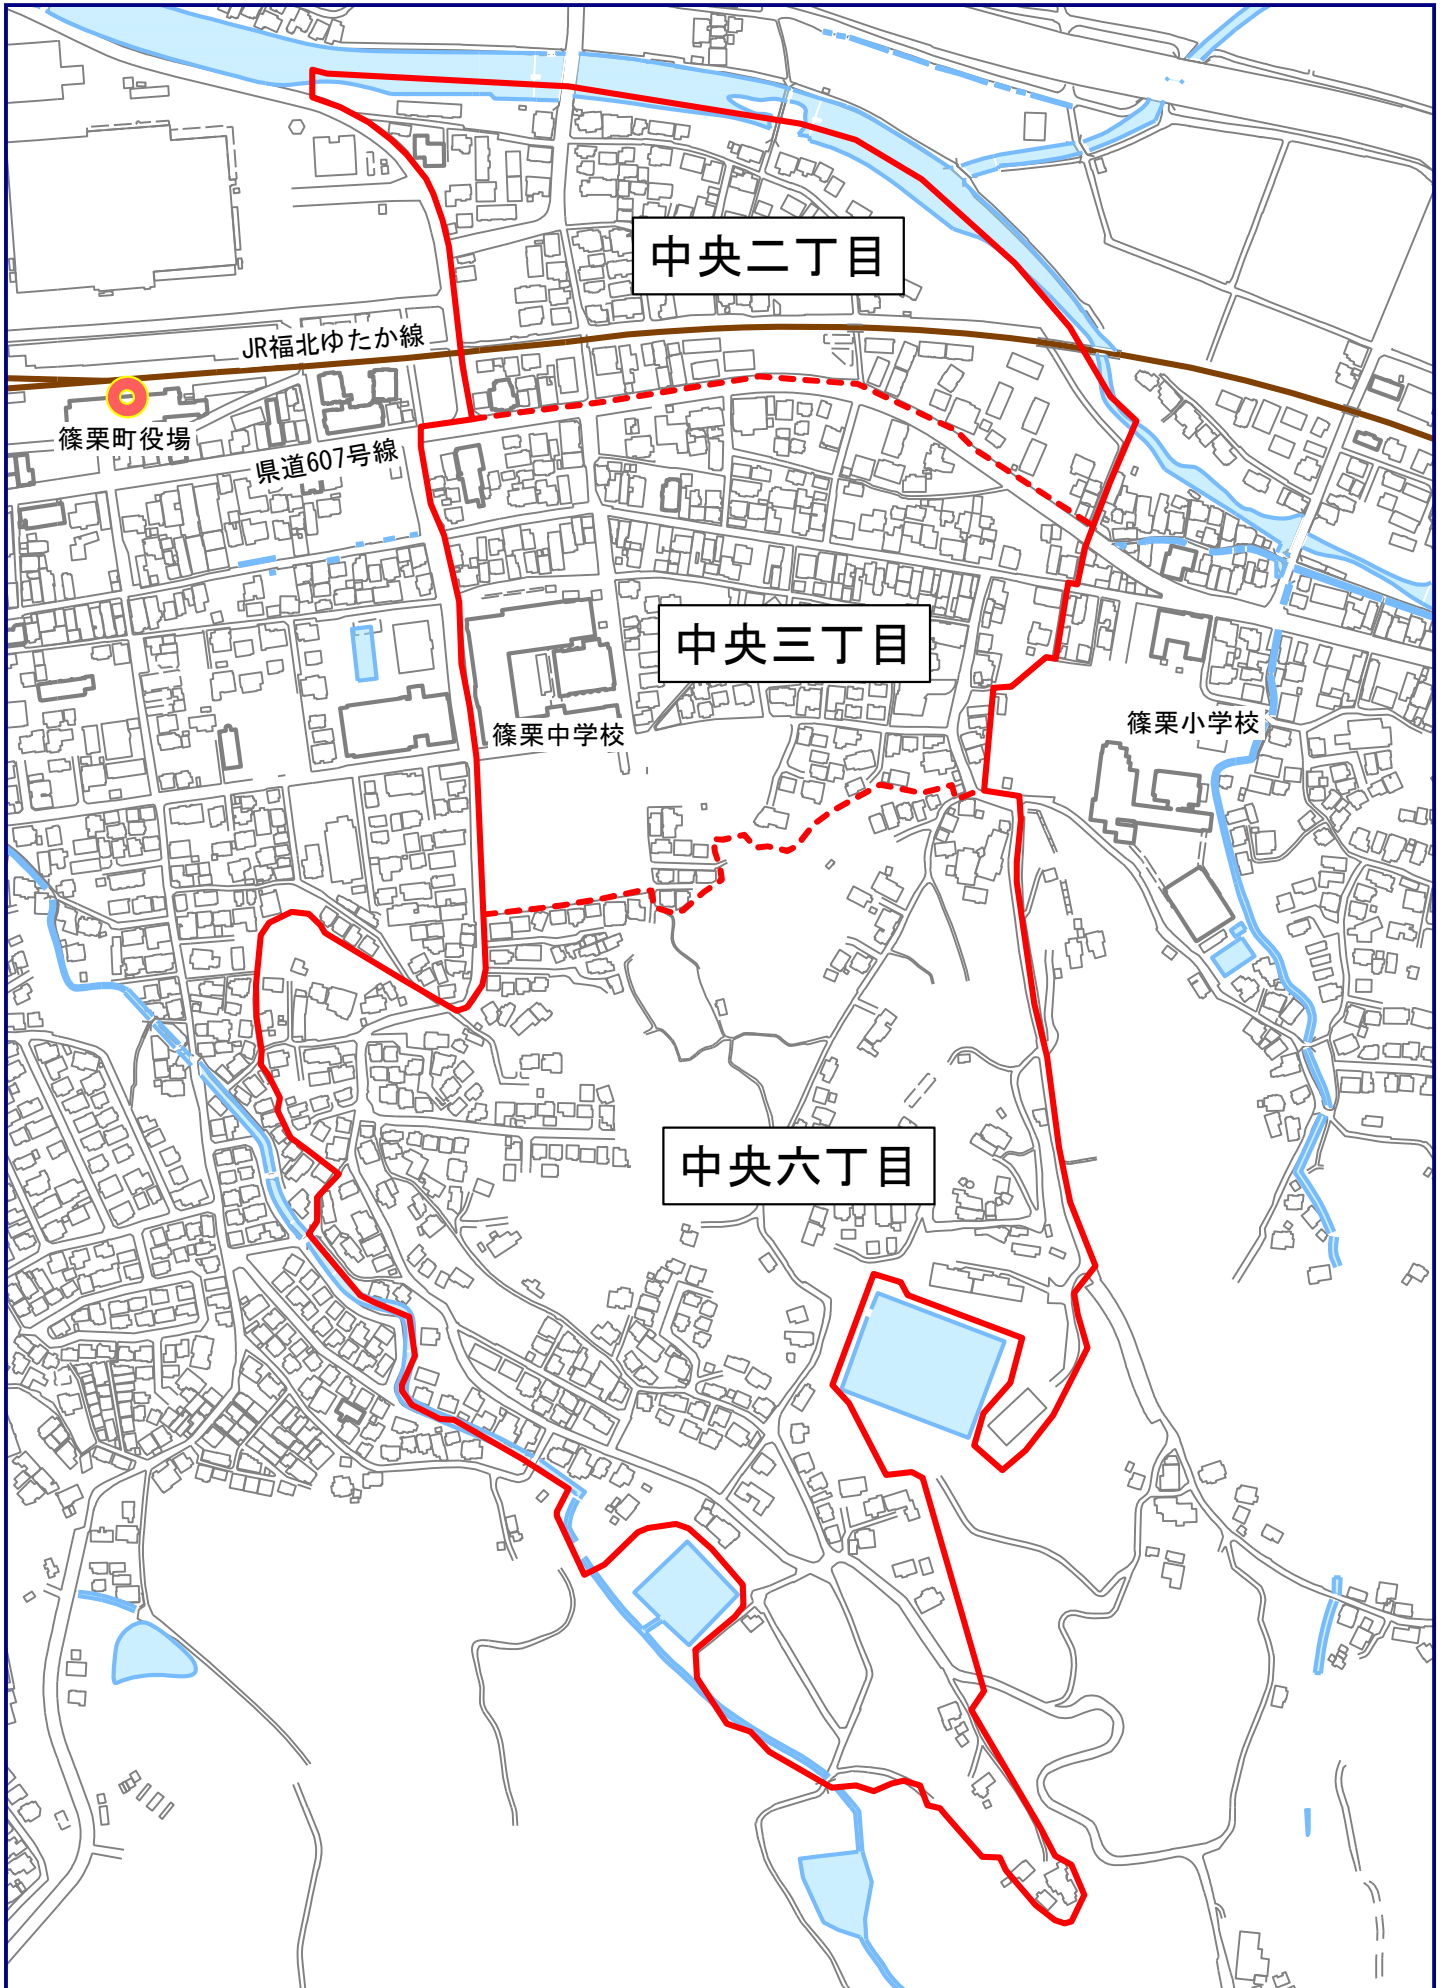 中央二丁目
JR福北ゆたか線
篠栗町役場
県道607号線
中央三丁目
篠栗中学校
篠栗小学校
中央六丁目